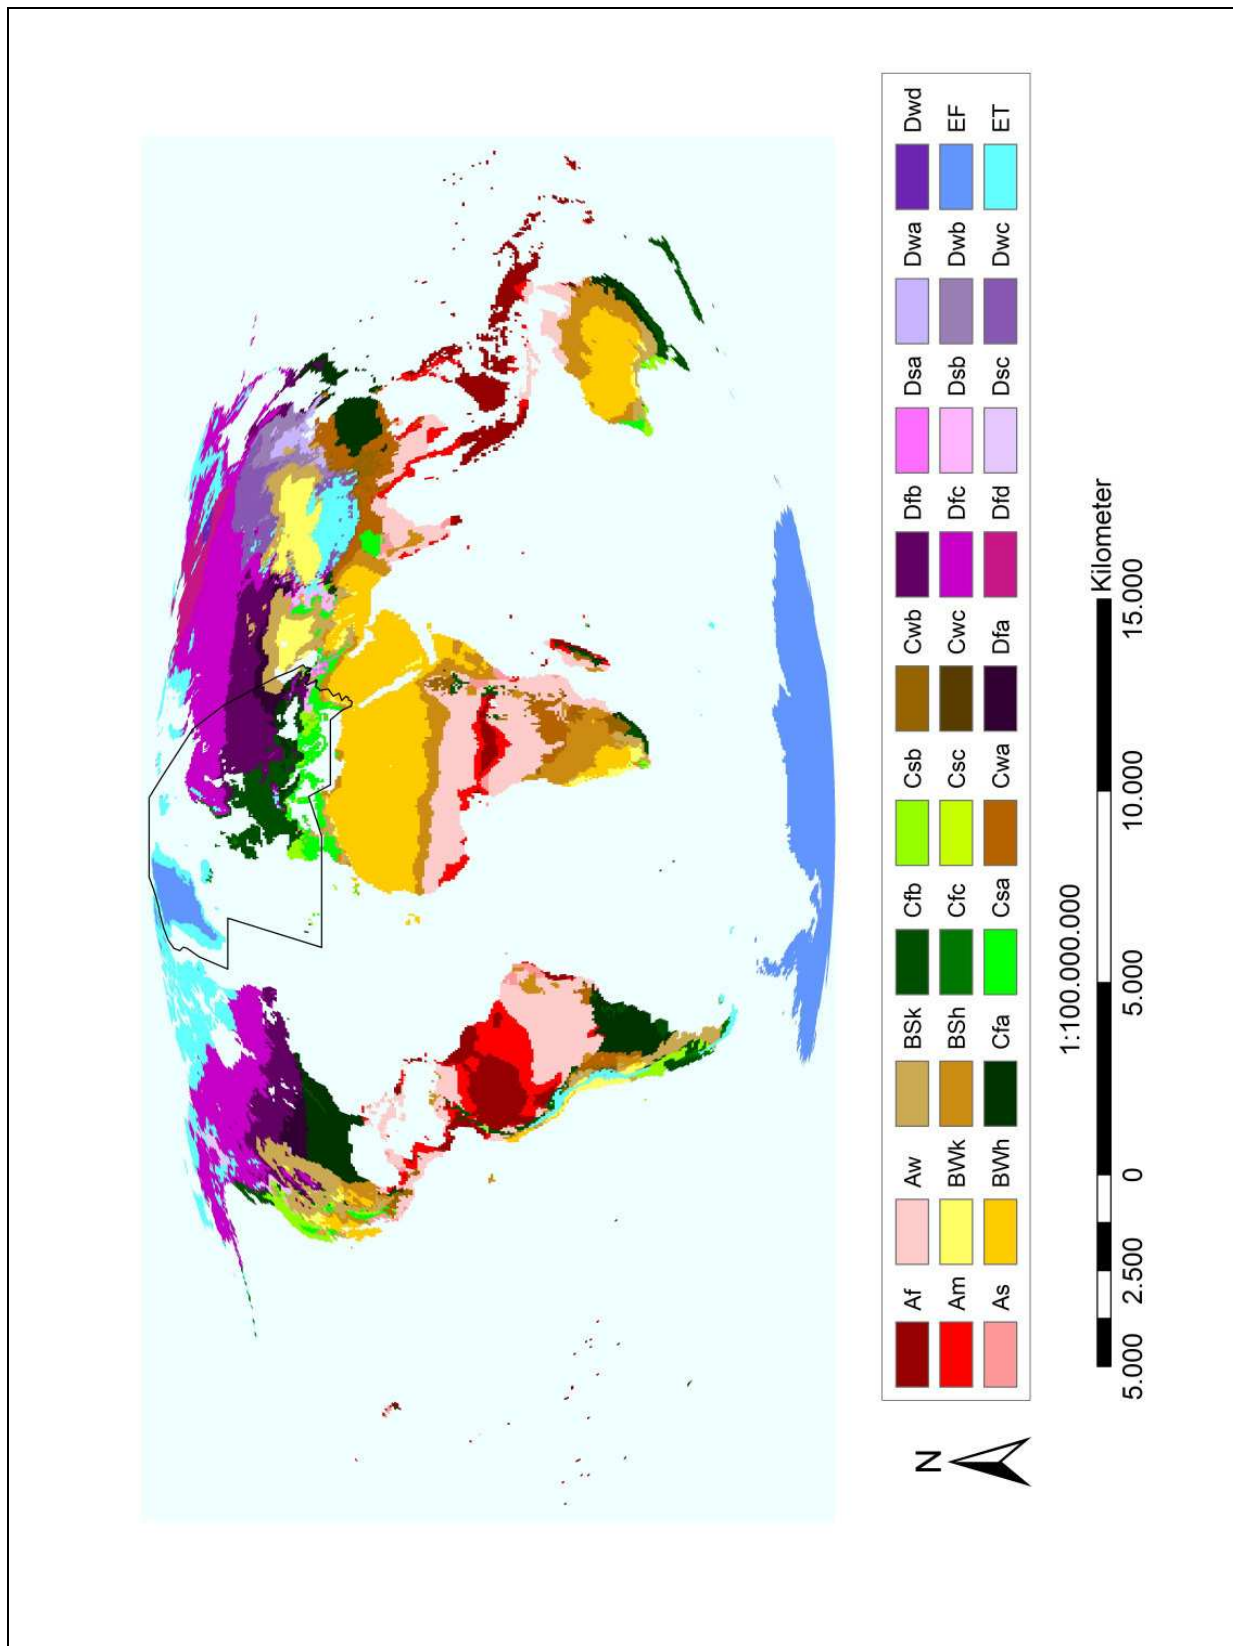 Af
Aw
BSk
Cfb
Csb
Cwb
Dfb
Dsa
Dwa
Dwd
Am
BWk
BSh
Cfc
Csc
Cwc
Dfc
Dsb
Dwb
EF
As
BWh
Cfa
Csa
Cwa
Dfa
Dfd
Dsc
Dwc
ET
N
1:100.000.000
Kilometer
5.000 2.500 0 5.000 10.000 15.000